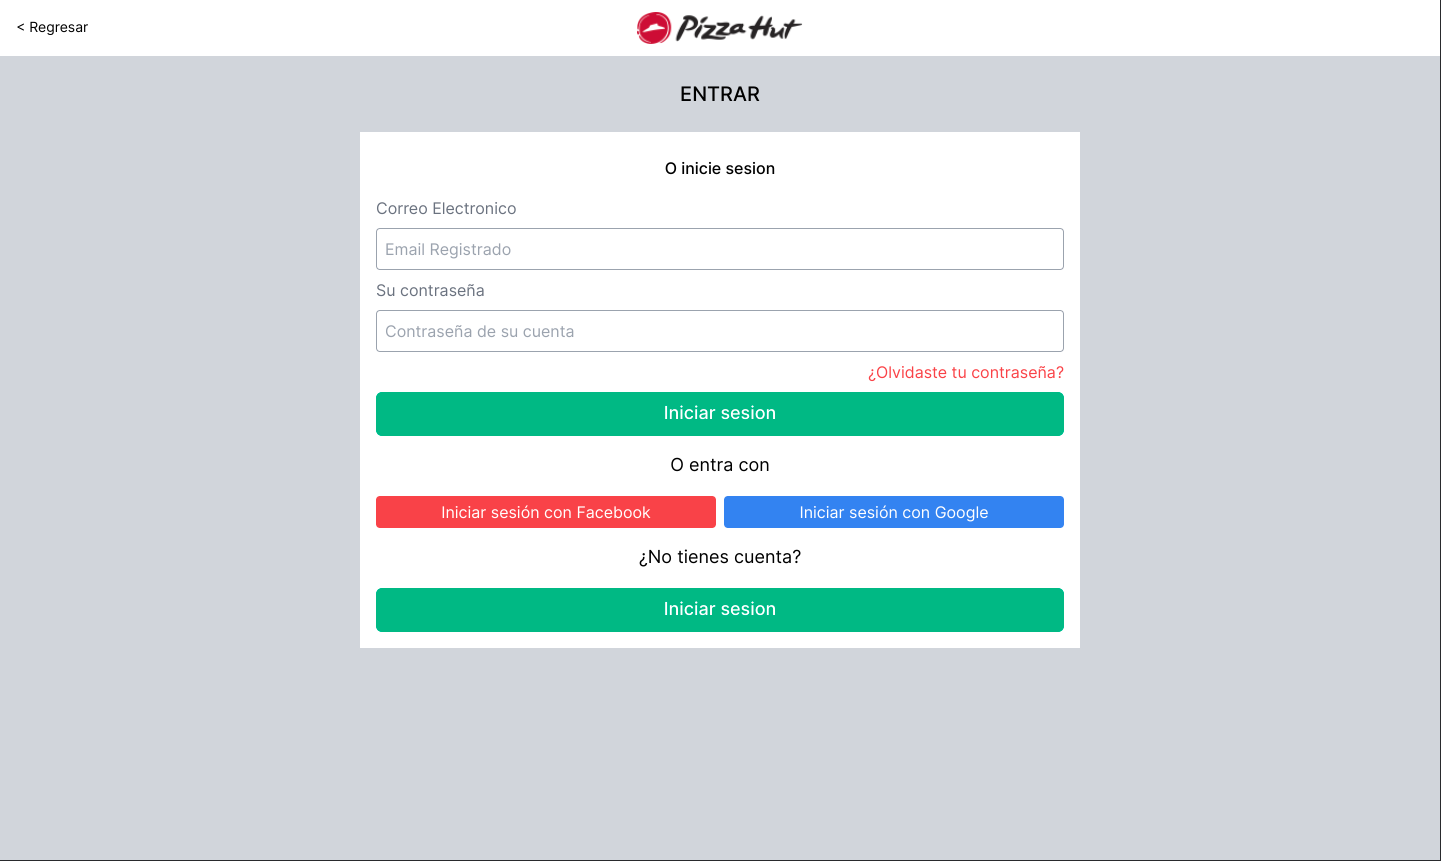 < Regresar
Pizza Hut
ENTRAR
O inicie sesion
Correo Electronico
Email Registrado
Su contraseña
Contraseña de su cuenta
¿Olvidaste tu contraseña?
Iniciar sesion
O entra con
Iniciar sesión con Facebook
Iniciar sesión con Google
¿No tienes cuenta?
Iniciar sesion